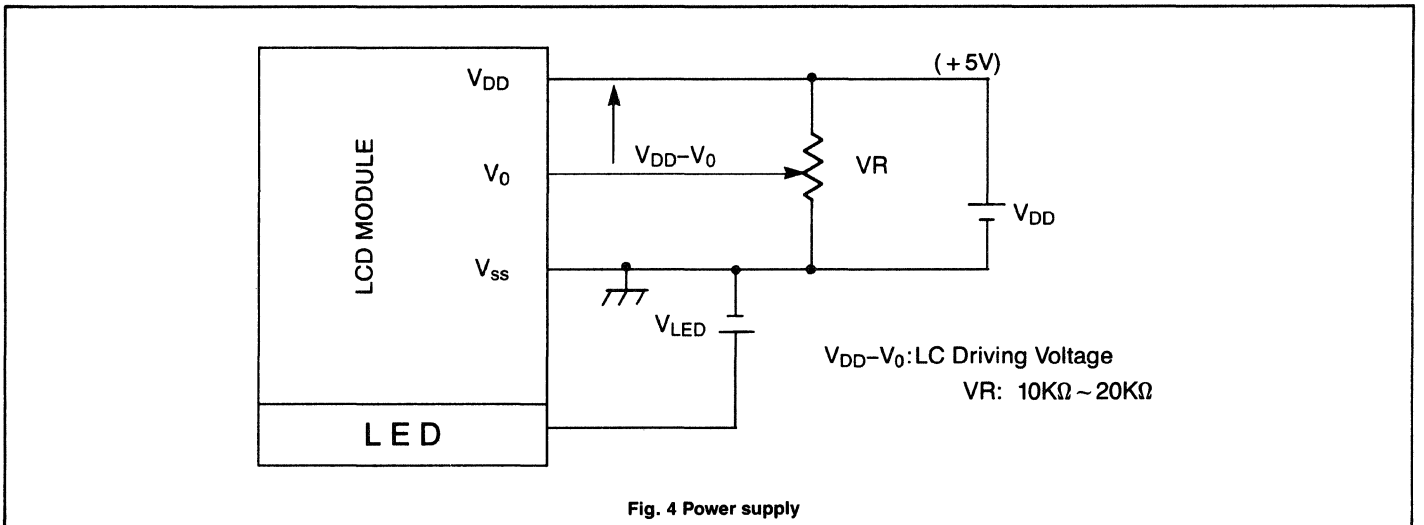 (+5V)
V_DD
LCD MODULE
V_0
V_DD–V_0
VR
V_DD
V_ss
V_LED
V_DD–V_0:LC Driving Voltage
VR: 10KΩ ~ 20KΩ
LED
Fig. 4 Power supply